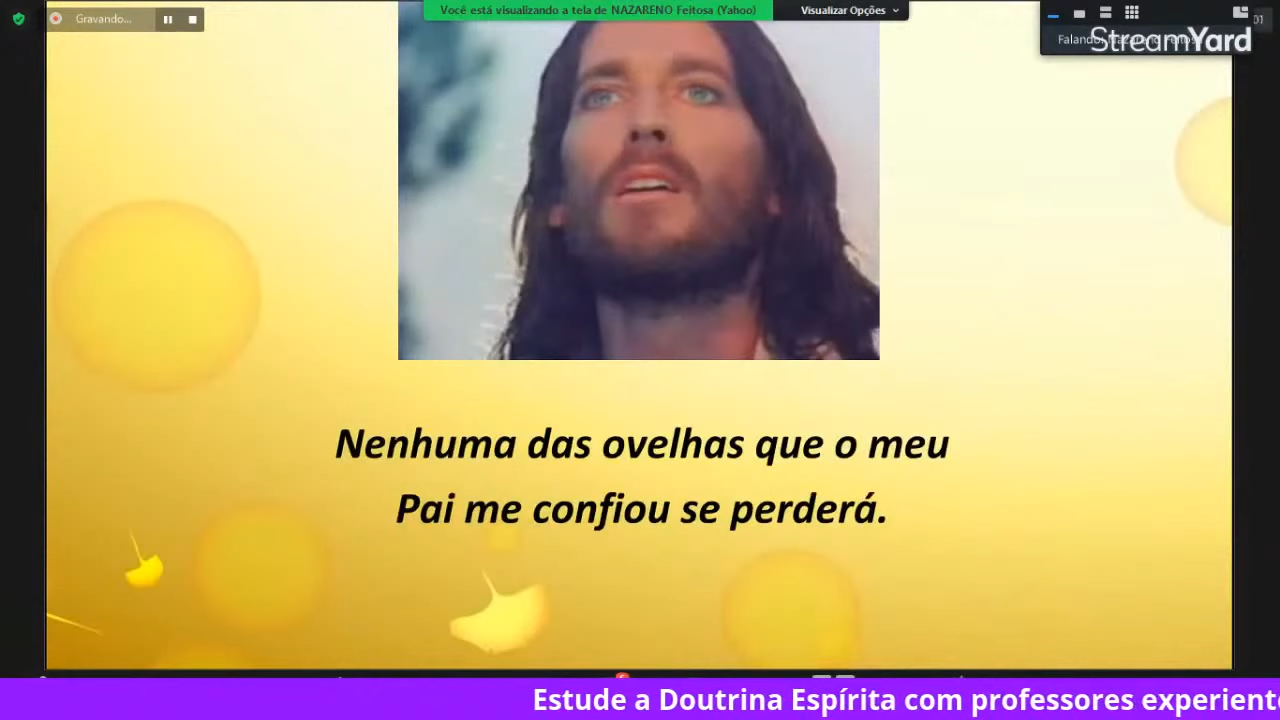 Gravando...
Você está visualizando a tela de NAZARENO Feitosa (Yahoo)
Visualizar Opções
StreamYard
Nenhuma das ovelhas que o meu
Pai me confiou se perderá.
Estude a Doutrina Espírita com professores experient